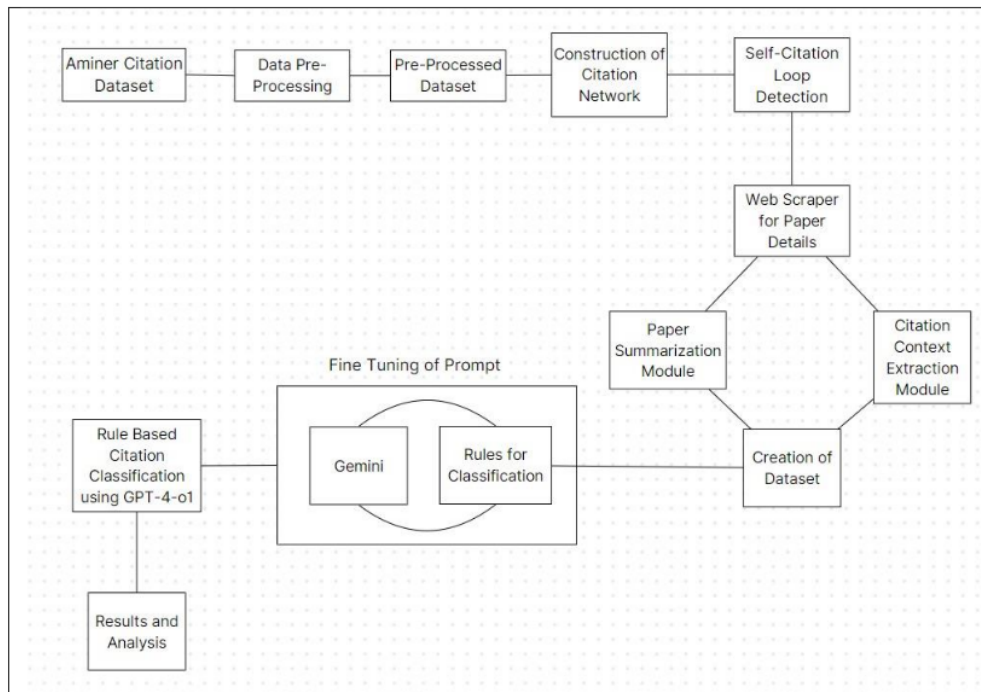 Aminer Citation
Dataset
Data Pre-
Processing
Pre-Processed
Dataset
Construction of
Citation
Network
Self-Citation
Loop
Detection
Web Scraper
for Paper
Details
Paper
Summarization
Module
Citation
Context
Extraction
Module
Creation of
Dataset
Fine Tuning of Prompt
Gemini
Rules for
Classification
Rule Based
Citation
Classification
using GPT-4-o1
Results and
Analysis